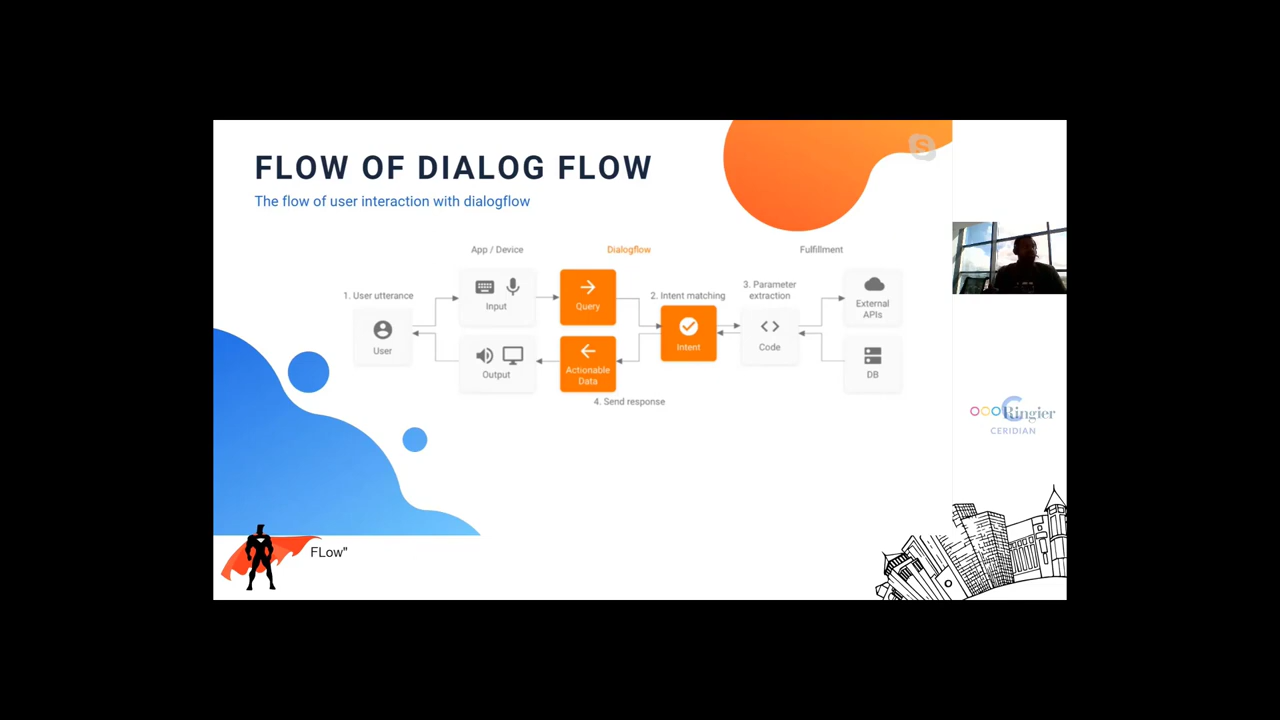 FLOW OF DIALOG FLOW
The flow of user interaction with dialogflow
App / Device
Dialogflow
Fulfillment
1. User utterance
User
Input
Output
Query
Actionable
Data
2. Intent matching
Intent
3. Parameter
extraction
Code
External
APIs
DB
4. Send response
S
Ringier
CERIDIAN
FLow"